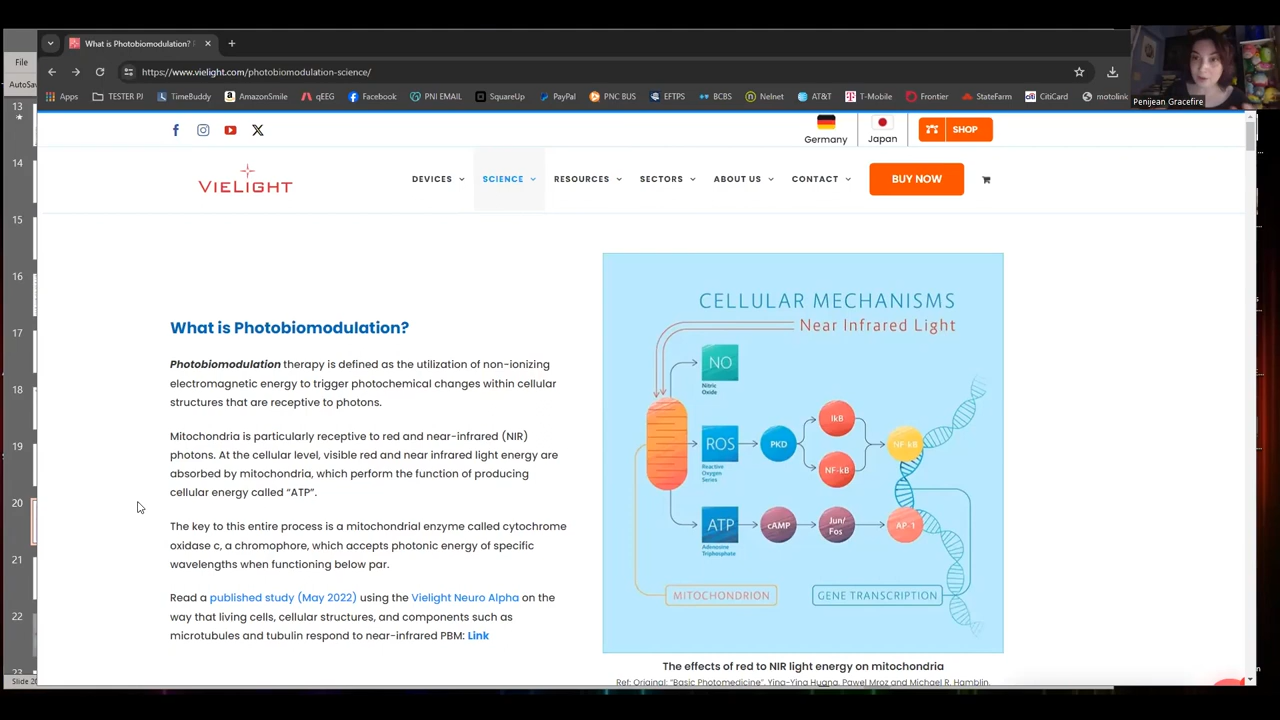 File
AutoSav
13
14
15
16
17
18
19
20
21
22
Slide 20
What is Photobiomodulation?
https://www.vielight.com/photobiomodulation-science/
Apps
TESTER PJ
TimeBuddy
AmazonSmile
qEEG
Facebook
PNI EMAIL
SquareUp
PayPal
PNC BUS
EFTPS
BCBS
Nelnet
AT&T
T-Mobile
Frontier
StateFarm
CitiCard
motolink
Penijean Gracefire
Germany
Japan
SHOP
VIELIGHT
DEVICES
SCIENCE
RESOURCES
SECTORS
ABOUT US
CONTACT
BUY NOW
What is Photobiomodulation?
Photobiomodulation therapy is defined as the utilization of non-ionizing
electromagnetic energy to trigger photochemical changes within cellular
structures that are receptive to photons.
Mitochondria is particularly receptive to red and near-infrared (NIR)
photons. At the cellular level, visible red and near infrared light energy are
absorbed by mitochondria, which perform the function of producing
cellular energy called “ATP”.
The key to this entire process is a mitochondrial enzyme called cytochrome
oxidase c, a chromophore, which accepts photonic energy of specific
wavelengths when functioning below par.
Read a published study (May 2022) using the Vielight Neuro Alpha on the
way that living cells, cellular structures, and components such as
microtubules and tubulin respond to near-infrared PBM: Link
CELLULAR MECHANISMS
Near Infrared Light
NO
Nitric
Oxide
ROS
Reactive
Oxygen
Series
PKD
IkB
NF-kB
NF-kB
ATP
Adenozine
Triphosphate
cAMP
Jun/
Fos
AP-1
MITOCHONDRION
GENE TRANSCRIPTION
The effects of red to NIR light energy on mitochondria
Ref: Original: “Basic Photomedicine”, Ying-Ying Huang, Pawel Mroz and Michael R. Hamblin,